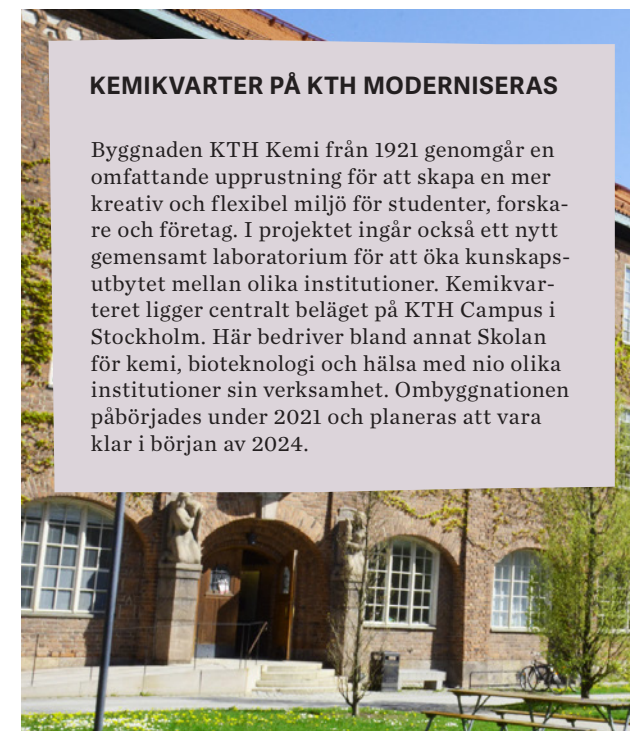 KEMIKVARTER PÅ KTH MODERNISERAS
Byggnaden KTH Kemi från 1921 genomgår en
omfattande upprustning för att skapa en mer
kreativ och flexibel miljö för studenter, forska-
re och företag. I projektet ingår också ett nytt
gemensamt laboratorium för att öka kunskaps-
utbytet mellan olika institutioner. Kemikvar-
teret ligger centralt beläget på KTH Campus i
Stockholm. Här bedriver bland annat Skolan
för kemi, bioteknologi och hälsa med nio olika
institutioner sin verksamhet. Ombyggnationen
påbörjades under 2021 och planeras att vara
klar i början av 2024.